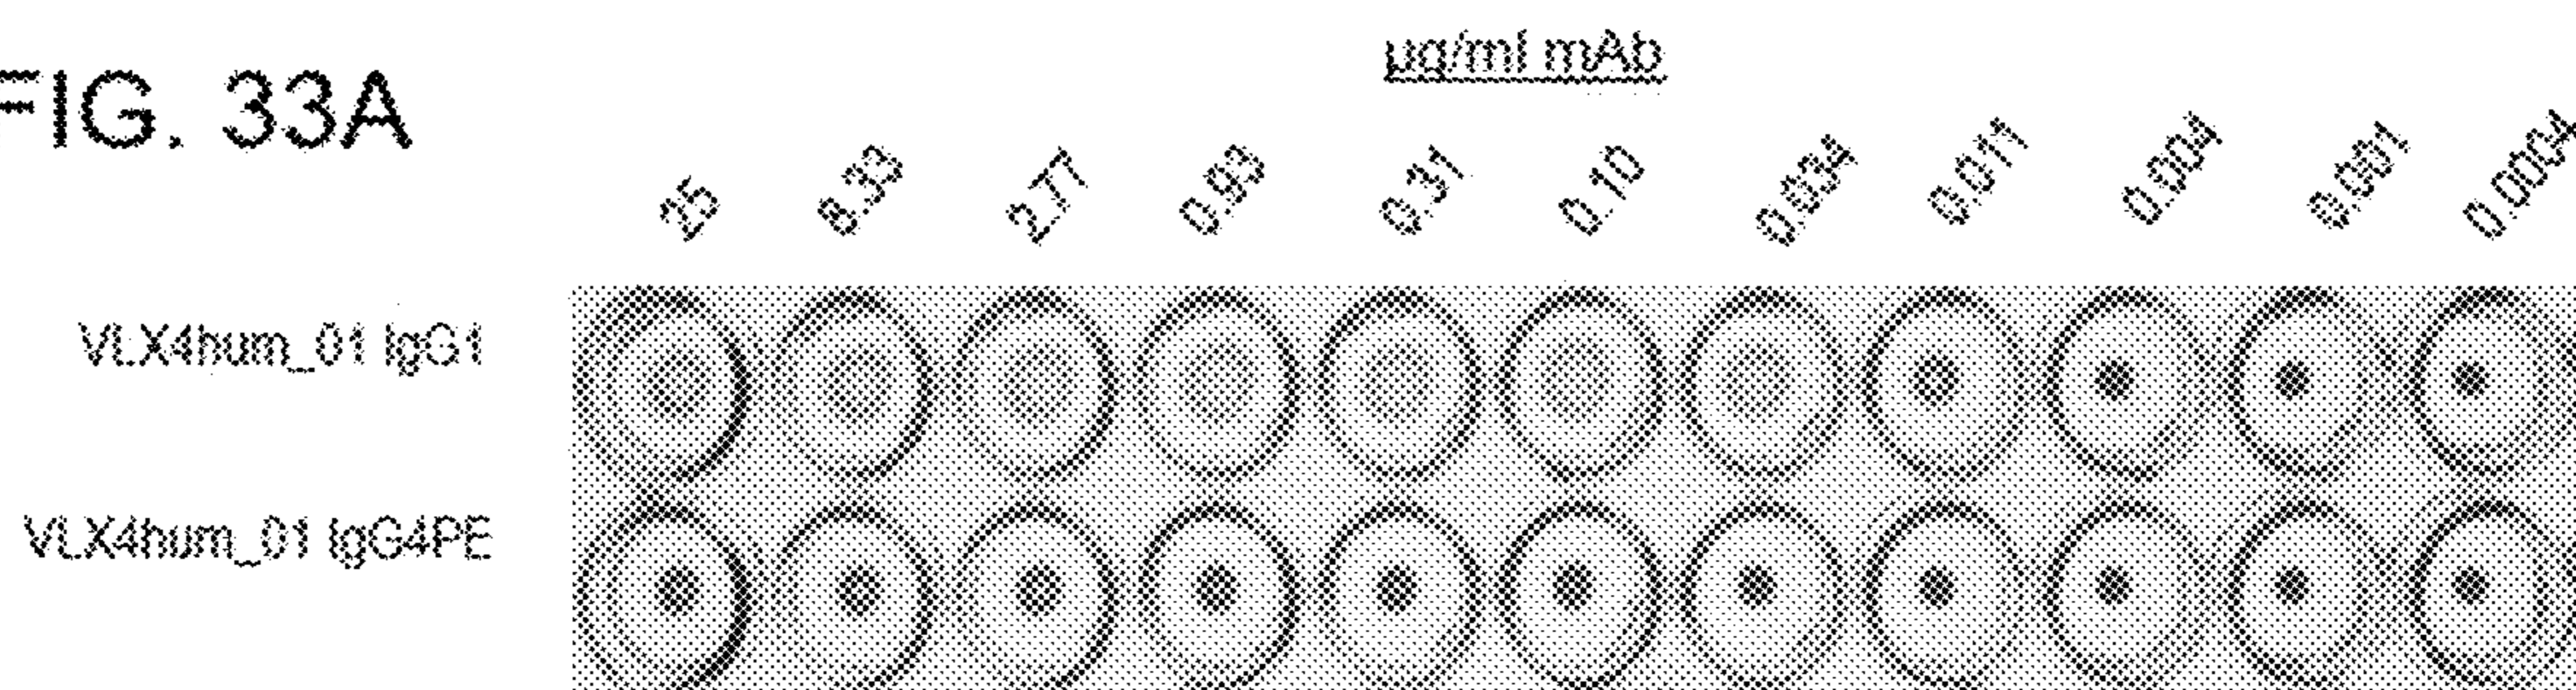 FIG. 33A
µg/ml mAb
25 8.33 2.77 0.93 0.31 0.10 0.034 0.011 0.004 0.001 0.0004
VLX4hum_01 IgG1
VLX4hum_01 IgG4PE